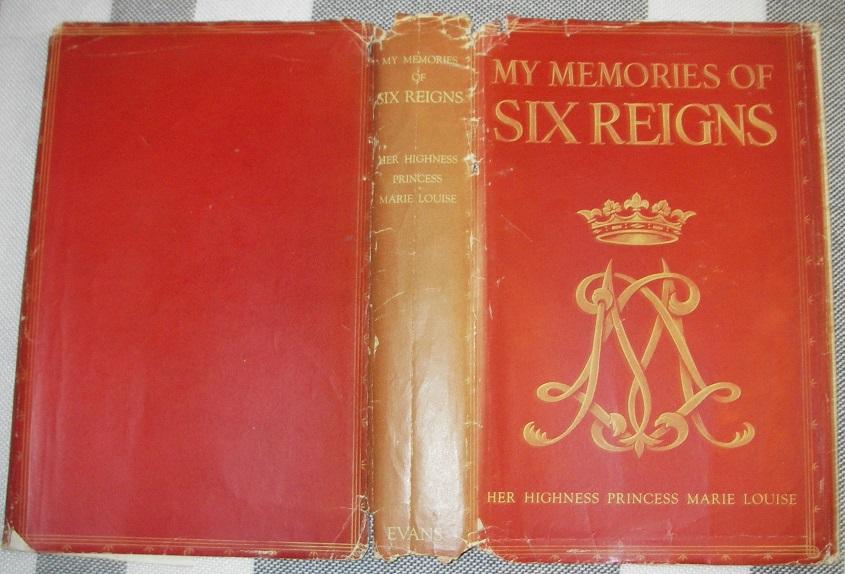 MY MEMORIES
OF
SIX REIGNS
HER HIGHNESS
PRINCESS
MARIE LOUISE
EVANS
MY MEMORIES OF
SIX REIGNS
HER HIGHNESS PRINCESS MARIE LOUISE